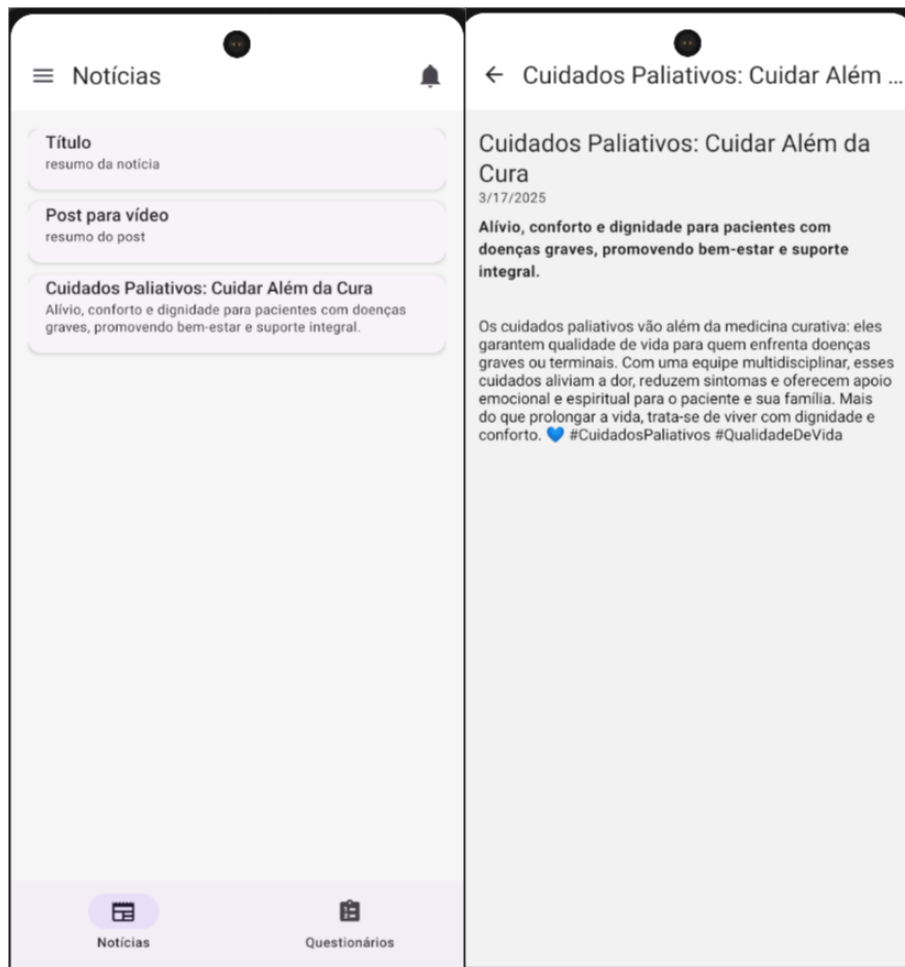 Notícias
Título
resumo da notícia
Post para vídeo
resumo do post
Cuidados Paliativos: Cuidar Além da Cura
Alívio, conforto e dignidade para pacientes com doenças
graves, promovendo bem-estar e suporte integral.
Notícias
Questionários
Cuidados Paliativos: Cuidar Além ...
Cuidados Paliativos: Cuidar Além da
Cura
3/17/2025
Alívio, conforto e dignidade para pacientes com
doenças graves, promovendo bem-estar e suporte
integral.
Os cuidados paliativos vão além da medicina curativa: eles
garantem qualidade de vida para quem enfrenta doenças
graves ou terminais. Com uma equipe multidisciplinar, esses
cuidados aliviam a dor, reduzem sintomas e oferecem apoio
emocional e espiritual para o paciente e sua família. Mais
do que prolongar a vida, trata-se de viver com dignidade e
conforto. 💙 #CuidadosPaliativos #QualidadeDeVida